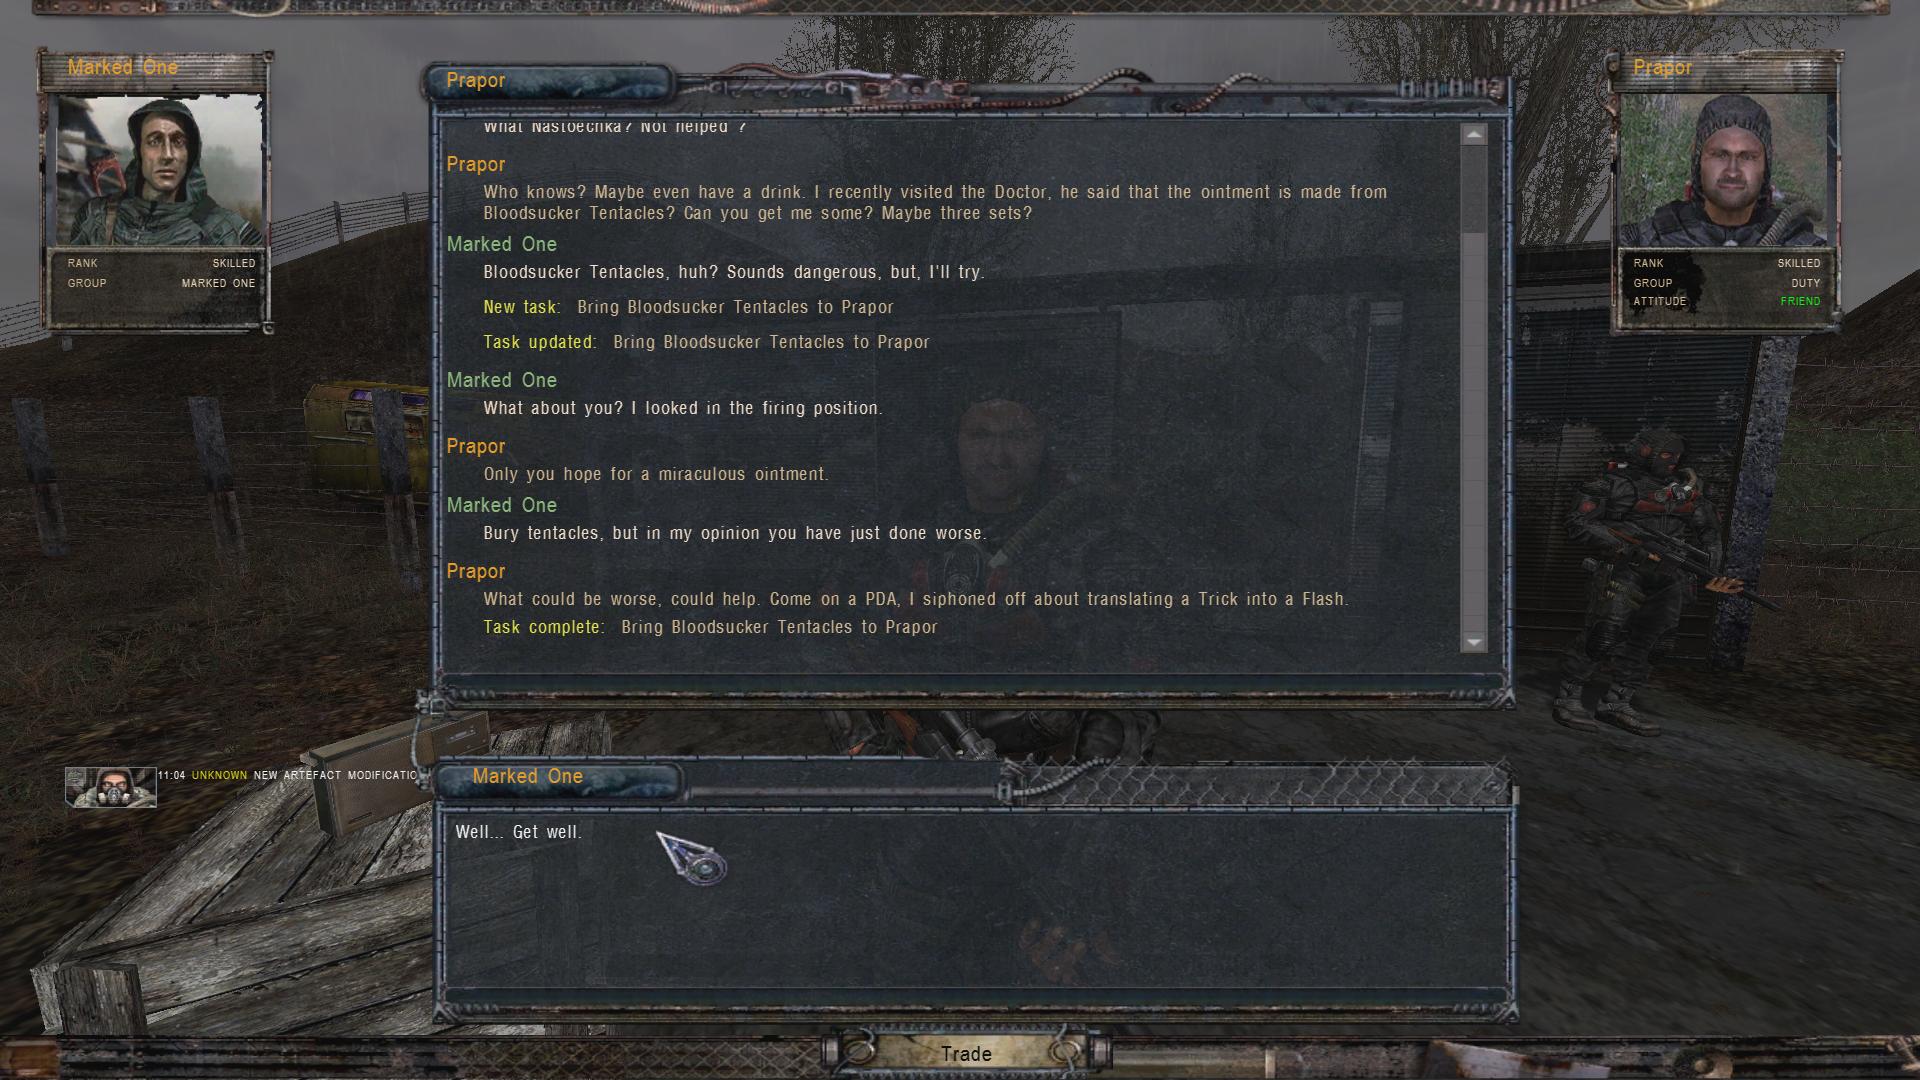 Marked One
RANK SKILLED
GROUP MARKED ONE
Prapor
What Nastoechka? Not helped ?
Prapor
Who knows? Maybe even have a drink. I recently visited the Doctor, he said that the ointment is made from
Bloodsucker Tentacles? Can you get me some? Maybe three sets?
Marked One
Bloodsucker Tentacles, huh? Sounds dangerous, but, I'll try.
New task: Bring Bloodsucker Tentacles to Prapor
Task updated: Bring Bloodsucker Tentacles to Prapor
Marked One
What about you? I looked in the firing position.
Prapor
Only you hope for a miraculous ointment.
Marked One
Bury tentacles, but in my opinion you have just done worse.
Prapor
What could be worse, could help. Come on a PDA, I siphoned off about translating a Trick into a Flash.
Task complete: Bring Bloodsucker Tentacles to Prapor
Prapor
RANK SKILLED
GROUP DUTY
ATTITUDE FRIEND
11:04 UNKNOWN NEW ARTEFACT MODIFICATIO
Marked One
Well... Get well.
Trade